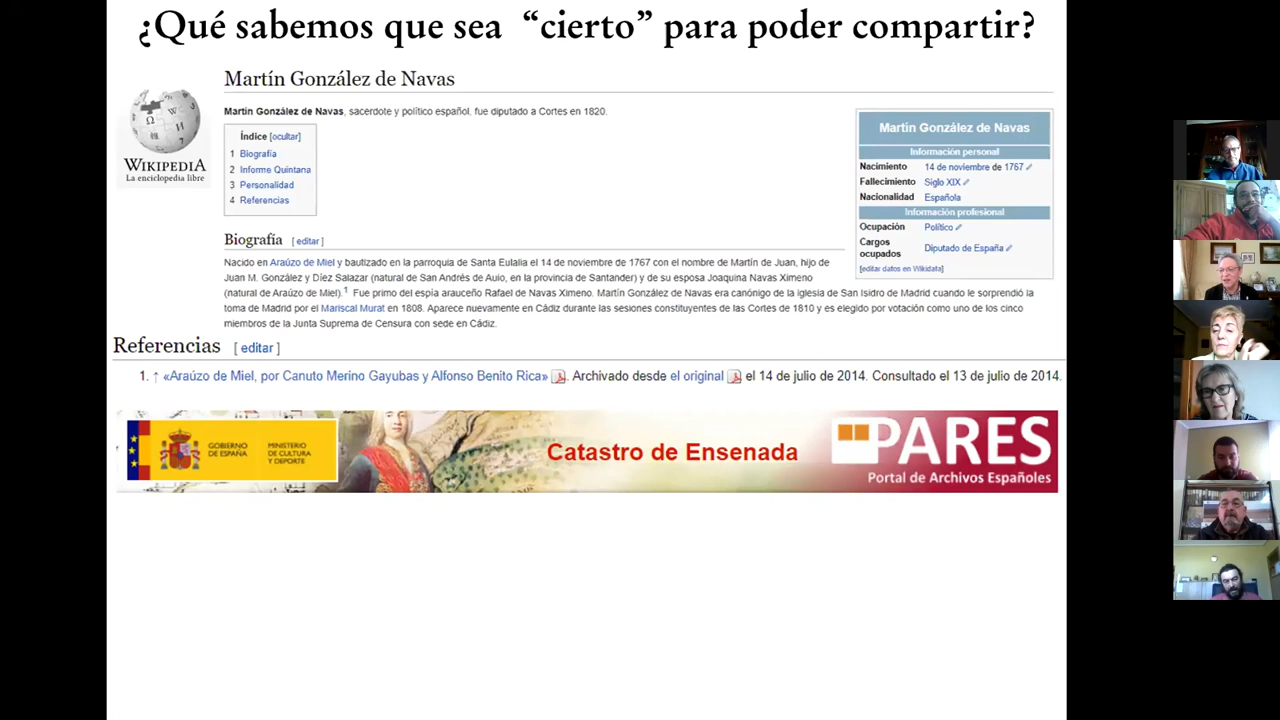 ¿Qué sabemos que sea “cierto” para poder compartir?
Martín González de Navas
WIKIPEDIA
La enciclopedia libre
Martín González de Navas, sacerdote y político español, fue diputado a Cortes en 1820.
Índice [ocultar]
1 Biografía
2 Informe Quintana
3 Personalidad
4 Referencias
Martín González de Navas
Información personal
Nacimiento 14 de noviembre de 1767
Fallecimiento Siglo XIX
Nacionalidad Española
Información profesional
Ocupación Político
Cargos ocupados Diputado de España
[editar datos en Wikidata]
Biografía [ editar ]
Nacido en Araúzo de Miel y bautizado en la parroquia de Santa Eulalia el 14 de noviembre de 1767 con el nombre de Martín de Juan, hijo de
Juan M. González y Díez Salazar (natural de San Andrés de Auio, en la provincia de Santander) y de su esposa Joaquina Navas Ximeno
(natural de Araúzo de Miel).1 Fue primo del espía arauceño Rafael de Navas Ximeno. Martín González de Navas era canónigo de la iglesia de San Isidro de Madrid cuando le sorprendió la
toma de Madrid por el Mariscal Murat en 1808. Aparece nuevamente en Cádiz durante las sesiones constituyentes de las Cortes de 1810 y es elegido por votación como uno de los cinco
miembros de la Junta Suprema de Censura con sede en Cádiz.
Referencias [ editar ]
1. ↑ «Araúzo de Miel, por Canuto Merino Gayubas y Alfonso Benito Rica» . Archivado desde el original el 14 de julio de 2014. Consultado el 13 de julio de 2014.
GOBIERNO DE ESPAÑA
MINISTERIO DE CULTURA Y DEPORTE
Catastro de Ensenada
PARES
Portal de Archivos Españoles